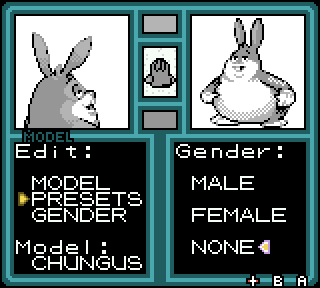 MODEL
Edit:
MODEL
PRESETS
GENDER
Model:
CHUNGUS
Gender:
MALE
FEMALE
NONE
+ B A